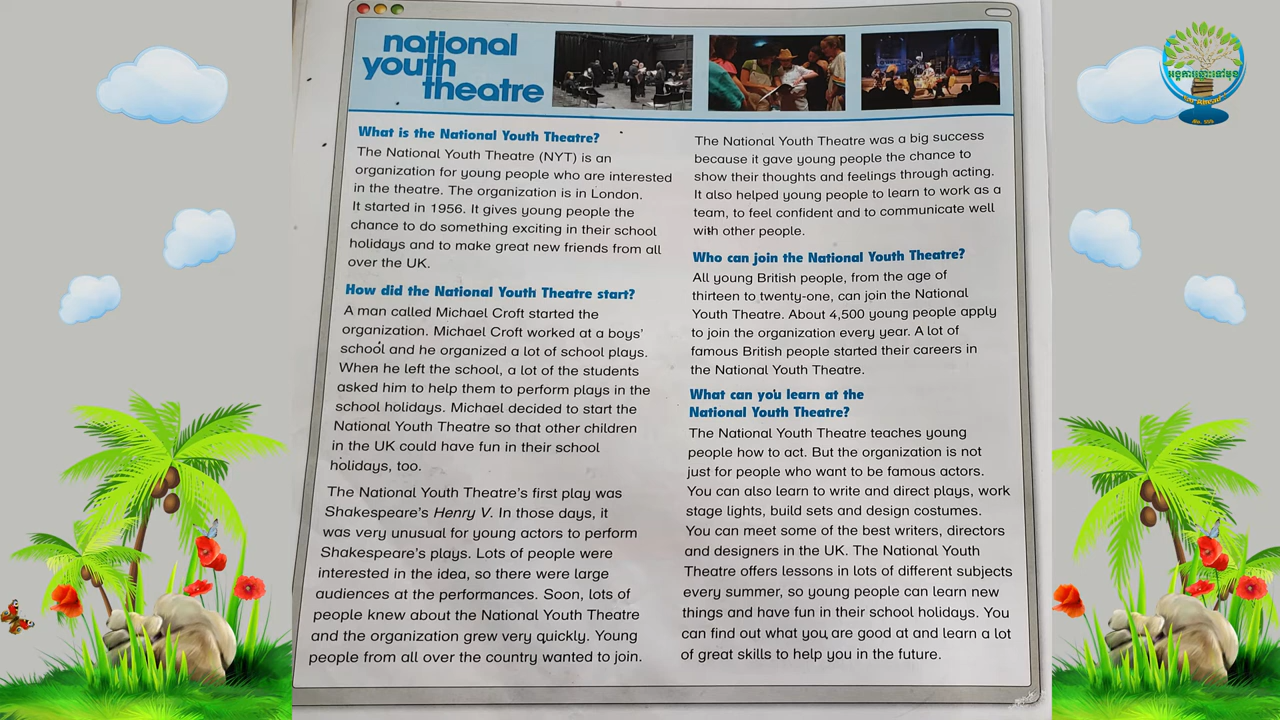 national
youth
theatre
What is the National Youth Theatre?
The National Youth Theatre (NYT) is an
organization for young people who are interested
in the theatre. The organization is in London.
It started in 1956. It gives young people the
chance to do something exciting in their school
holidays and to make great new friends from all
over the UK.
How did the National Youth Theatre start?
A man called Michael Croft started the
organization. Michael Croft worked at a boys'
school and he organized a lot of school plays.
When he left the school, a lot of the students
asked him to help them to perform plays in the
school holidays. Michael decided to start the
National Youth Theatre so that other children
in the UK could have fun in their school
holidays, too.
The National Youth Theatre's first play was
Shakespeare's Henry V. In those days, it
was very unusual for young actors to perform
Shakespeare's plays. Lots of people were
interested in the idea, so there were large
audiences at the performances. Soon, lots of
people knew about the National Youth Theatre
and the organization grew very quickly. Young
people from all over the country wanted to join.
The National Youth Theatre was a big success
because it gave young people the chance to
show their thoughts and feelings through acting.
It also helped young people to learn to work as a
team, to feel confident and to communicate well
with other people.
Who can join the National Youth Theatre?
All young British people, from the age of
thirteen to twenty-one, can join the National
Youth Theatre. About 4,500 young people apply
to join the organization every year. A lot of
famous British people started their careers in
the National Youth Theatre.
What can you learn at the
National Youth Theatre?
The National Youth Theatre teaches young
people how to act. But the organization is not
just for people who want to be famous actors.
You can also learn to write and direct plays, work
stage lights, build sets and design costumes.
You can meet some of the best writers, directors
and designers in the UK. The National Youth
Theatre offers lessons in lots of different subjects
every summer, so young people can learn new
things and have fun in their school holidays. You
can find out what you are good at and learn a lot
of great skills to help you in the future.